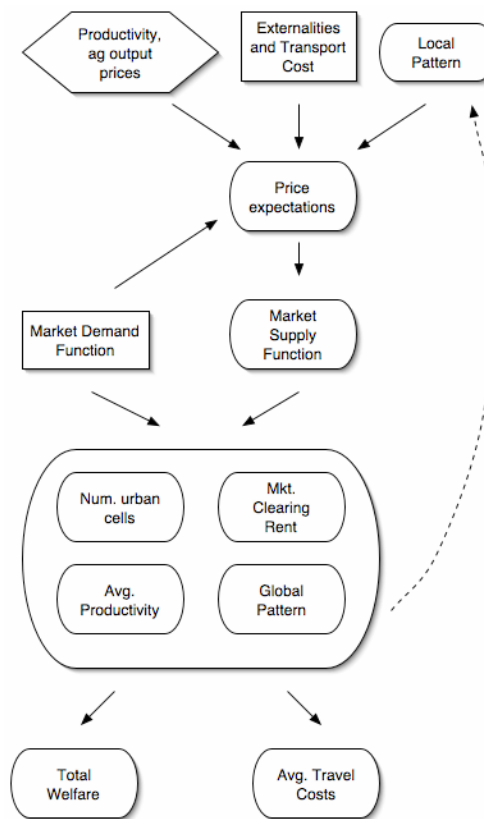 Productivity,
ag output
prices
Externalities
and Transport
Cost
Local
Pattern
Price
expectations
Market Demand
Function
Market
Supply
Function
Num. urban
cells
Mkt.
Clearing
Rent
Avg.
Productivity
Global
Pattern
Total
Welfare
Avg. Travel
Costs